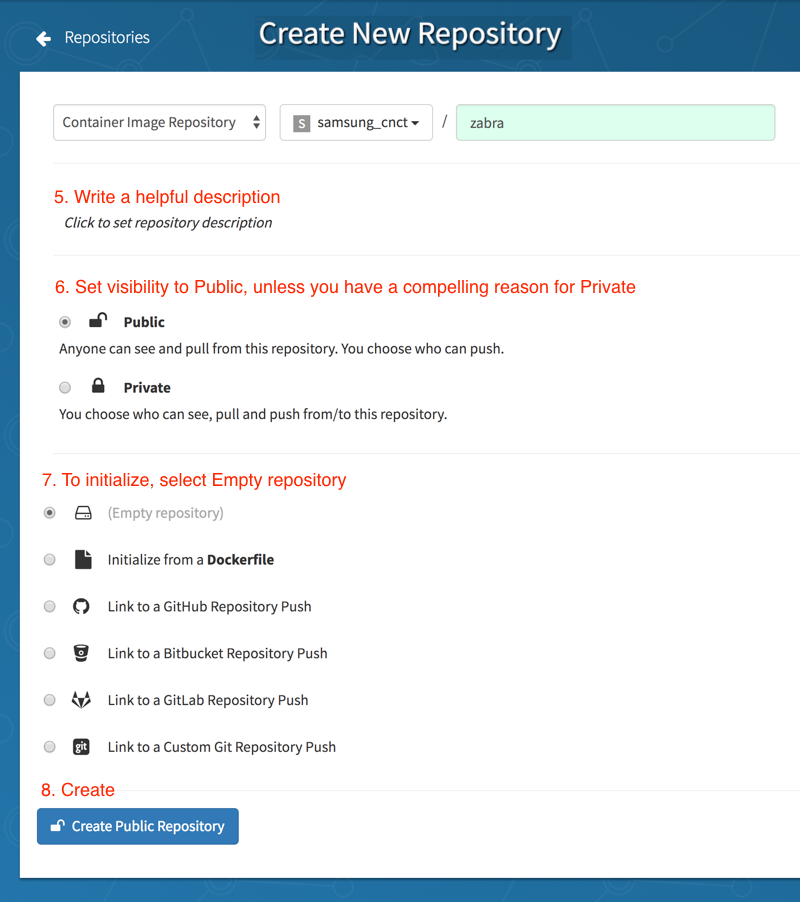 Repositories
Create New Repository
Container Image Repository
S samsung_cnct / zabra
5. Write a helpful description
Click to set repository description
6. Set visibility to Public, unless you have a compelling reason for Private
Public
Anyone can see and pull from this repository. You choose who can push.
Private
You choose who can see, pull and push from/to this repository.
7. To initialize, select Empty repository
(Empty repository)
Initialize from a Dockerfile
Link to a GitHub Repository Push
Link to a Bitbucket Repository Push
Link to a GitLab Repository Push
git Link to a Custom Git Repository Push
8. Create
Create Public Repository